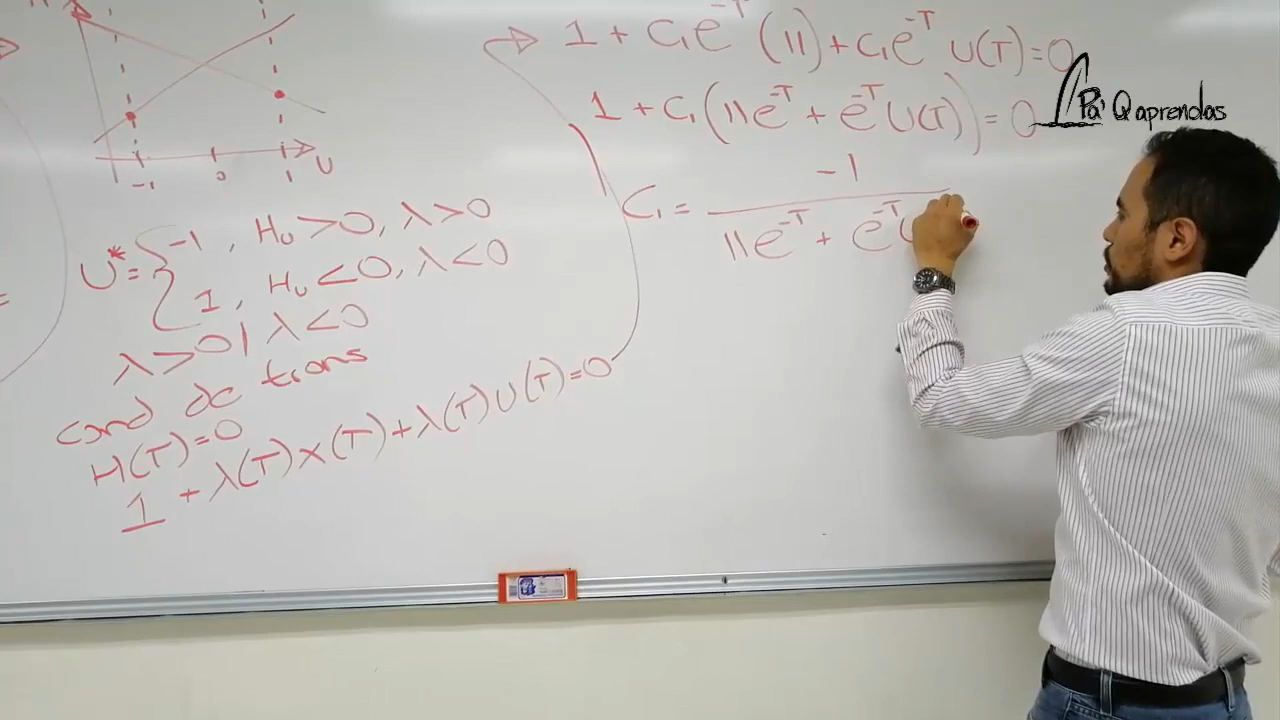 -1 0 1 U
U* = { -1 , H_U > 0 , λ > 0
1 , H_U < 0 , λ < 0
λ > 0 | λ < 0
cond de trans
H(T) = 0
1 + λ(T) x(T) + λ(T) U(T) = 0
1 + C₁e^-T (11) + C₁e^-T U(T) = 0
1 + C₁(11e^-T + e^-T U(T)) = 0
C₁ = -1
11e^-T + e^-T
Pa' Q aprendas